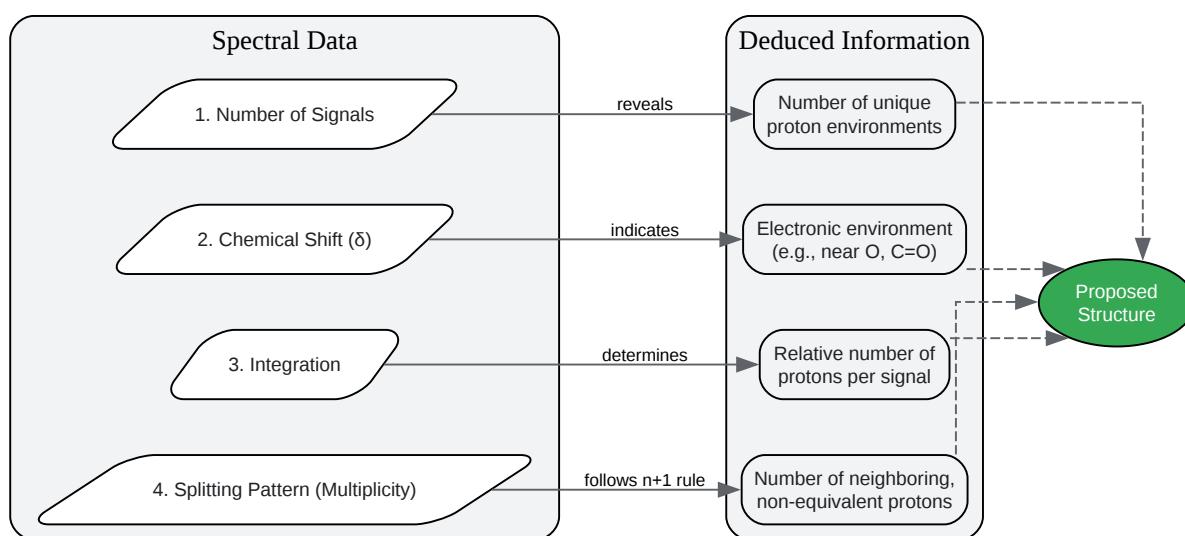 Spectral Data
Deduced Information
1. Number of Signals
reveals
Number of unique
proton environments
2. Chemical Shift (δ)
indicates
Electronic environment
(e.g., near O, C=O)
3. Integration
determines
Relative number of
protons per signal
4. Splitting Pattern (Multiplicity)
follows n+1 rule
Number of neighboring,
non-equivalent protons
Proposed
Structure